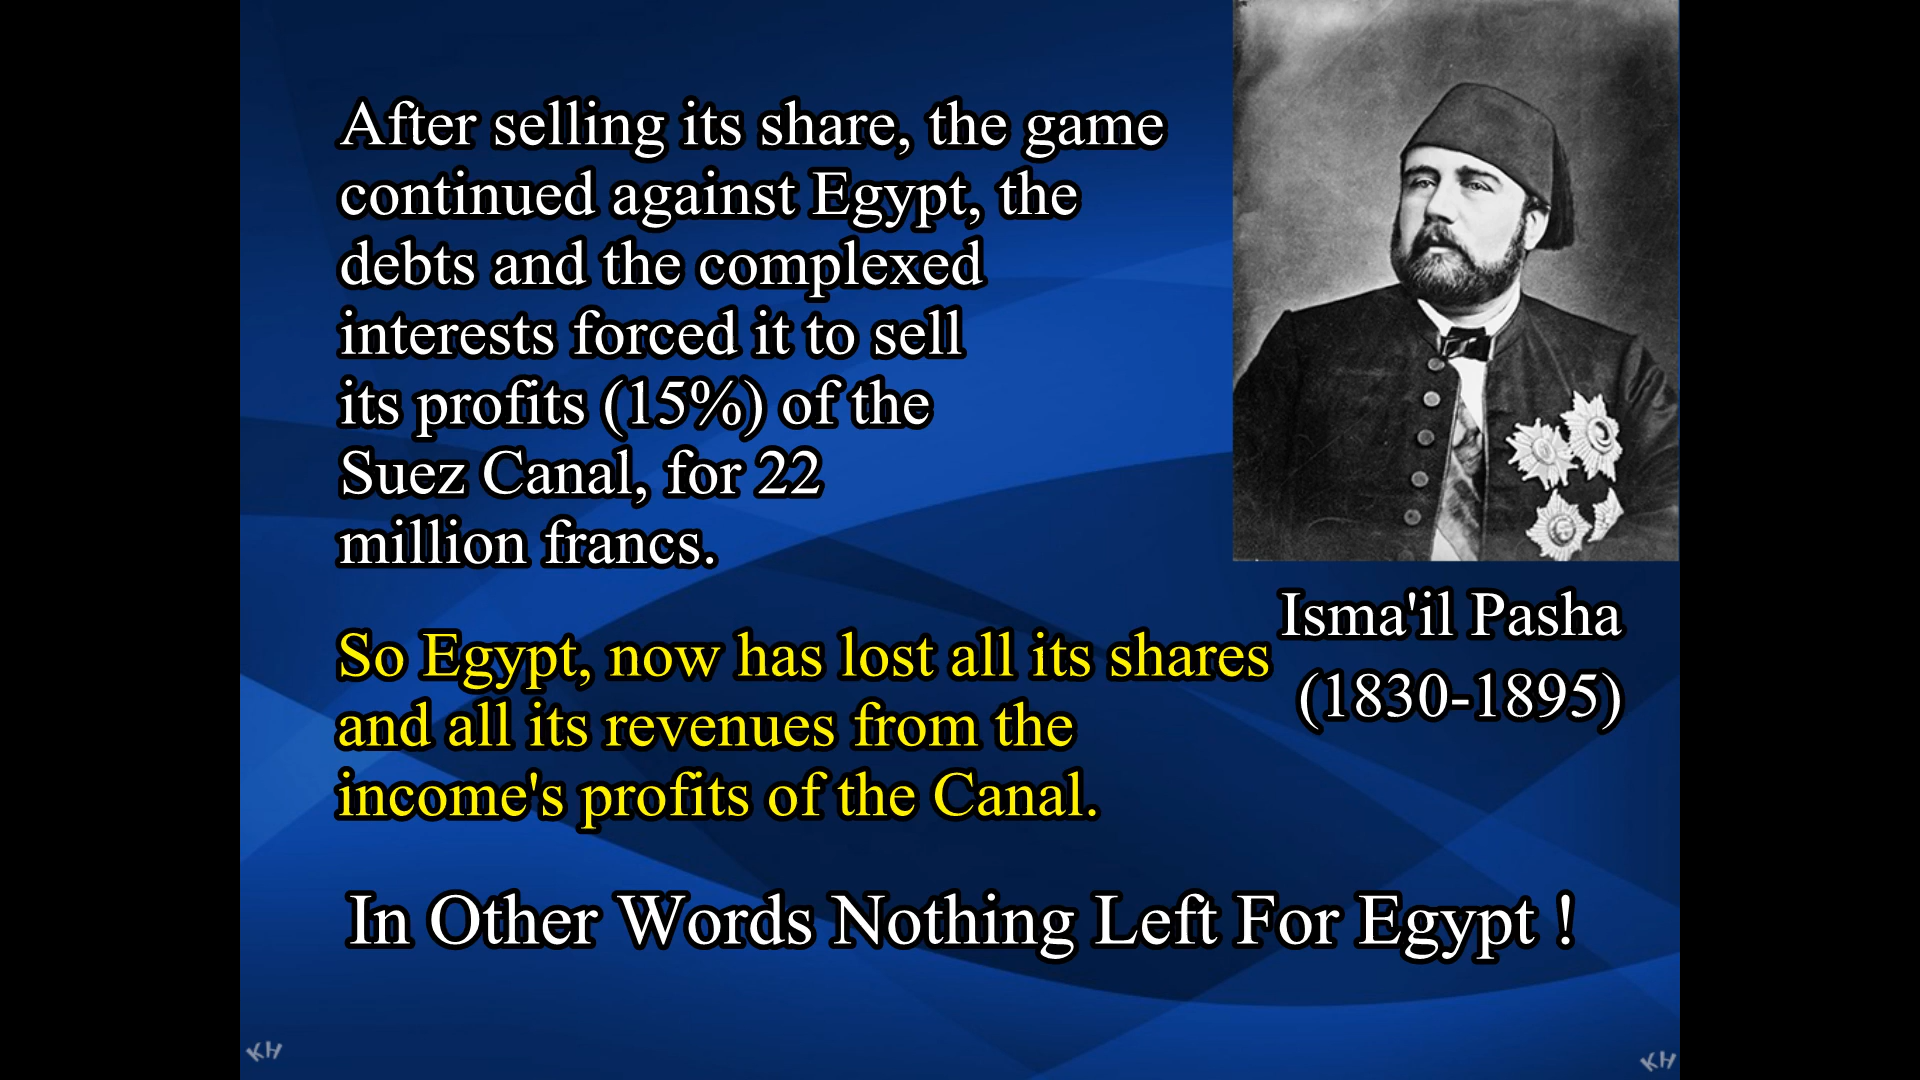 After selling its share, the game
continued against Egypt, the
debts and the complexed
interests forced it to sell
its profits (15%) of the
Suez Canal, for 22
million francs.
Isma'il Pasha
(1830-1895)
So Egypt, now has lost all its shares
and all its revenues from the
income's profits of the Canal.
In Other Words Nothing Left For Egypt !
KH
KH